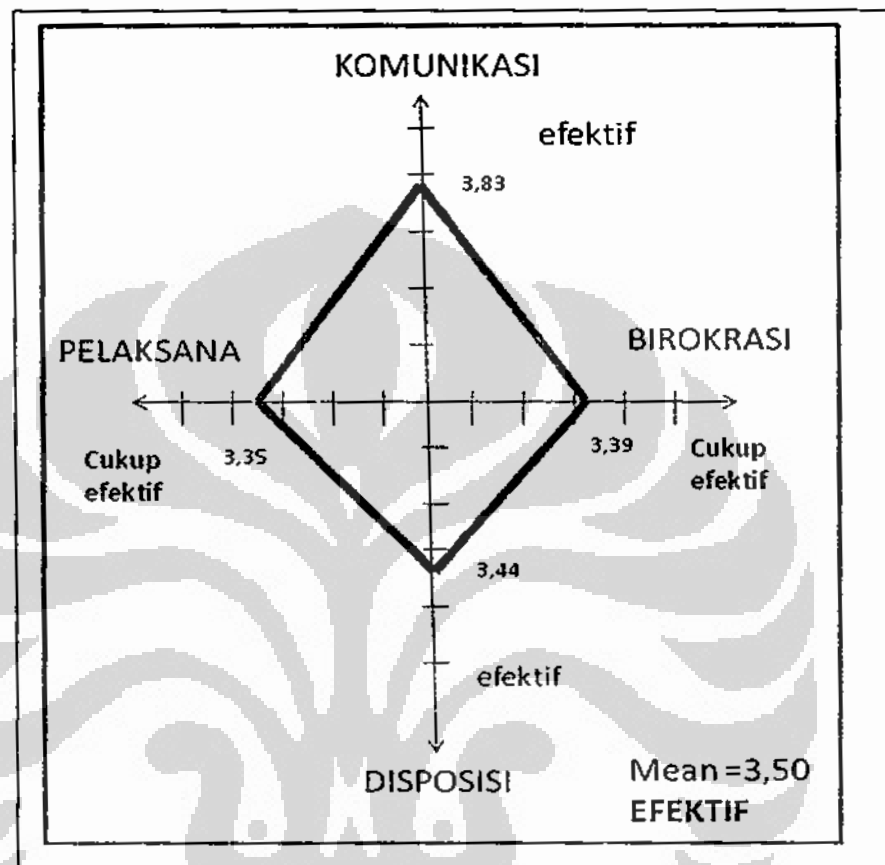 KOMUNIKASI
efektif
3,83
PELAKSANA
BIROKRASI
Cukup
efektif
3,35
3,39
Cukup
efektif
3,44
efektif
DISPOSISI
Mean =3,50
EFEKTIF